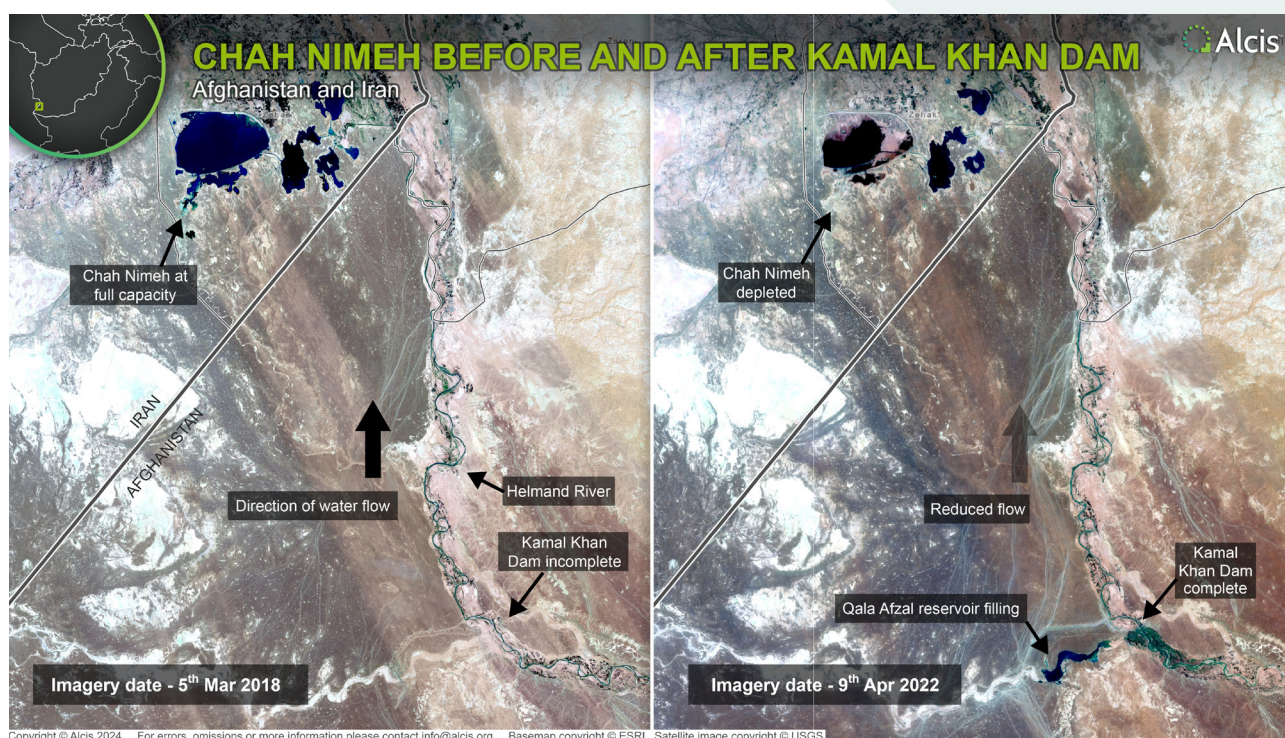 CHAH NIMEH BEFORE AND AFTER KAMAL KHAN DAM
Alcis
Afghanistan and Iran
Chah Nimeh at
full capacity
IRAN
AFGHANISTAN
Direction of water flow
Helmand River
Kamal Khan
Dam incomplete
Imagery date - 5th Mar 2018
Zehak
Chah Nimeh
depleted
Reduced flow
Kamal
Khan Dam
complete
Qala Afzal reservoir filling
Imagery date - 9th Apr 2022
Copyright © Alcis 2024 For errors, omissions or more information please contact info@alcis.org Basemap copyright © ESRI Satellite image copyright © USGS